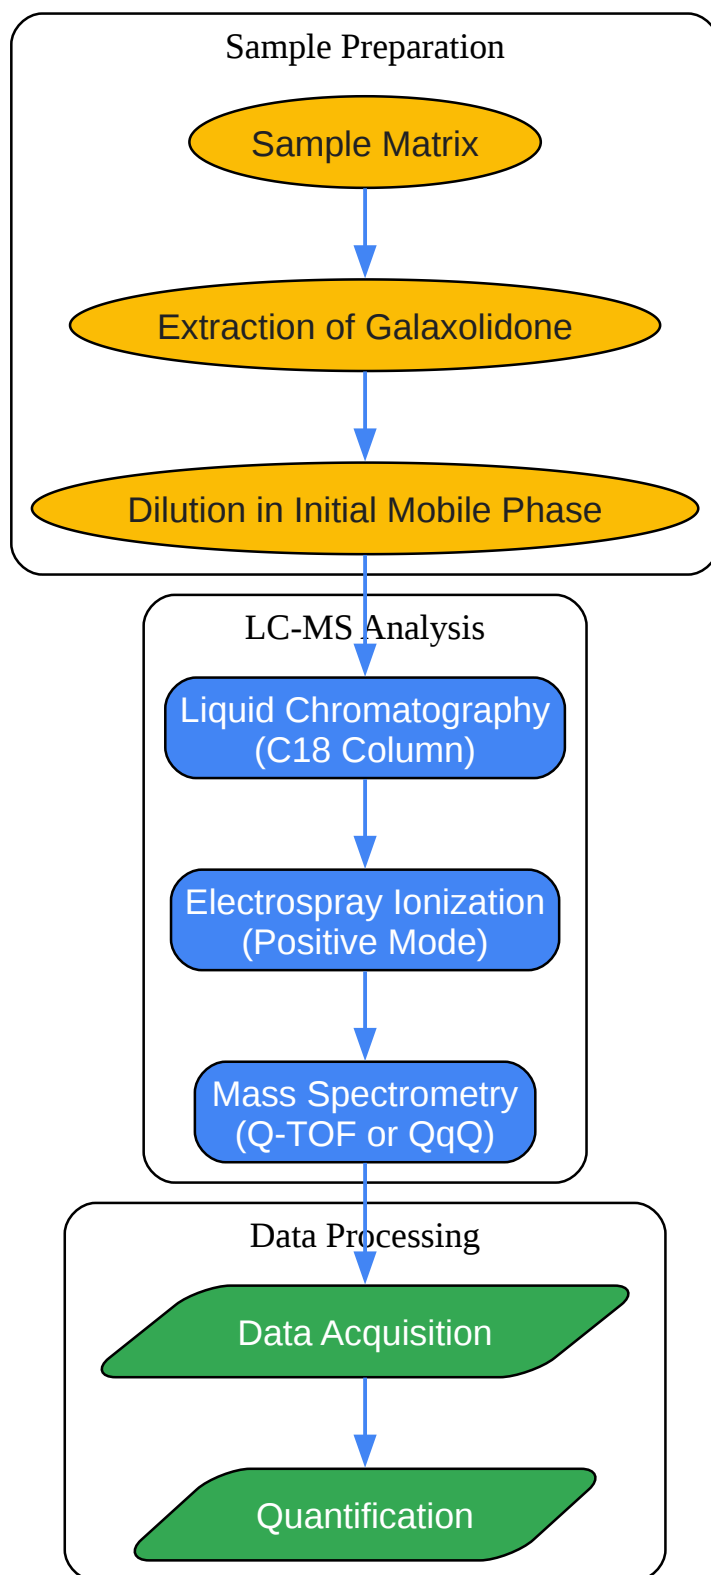 Sample Preparation
Sample Matrix
Extraction of Galaxolidone
Dilution in Initial Mobile Phase
LC-MS Analysis
Liquid Chromatography
(C18 Column)
Electrospray Ionization
(Positive Mode)
Mass Spectrometry
(Q-TOF or QqQ)
Data Processing
Data Acquisition
Quantification